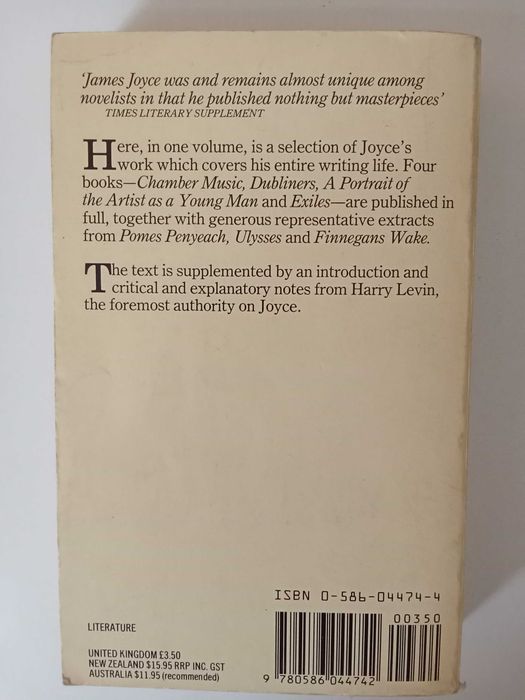 'James Joyce was and remains almost unique among
novelists in that he published nothing but masterpieces'
TIMES LITERARY SUPPLEMENT
Here, in one volume, is a selection of Joyce's
work which covers his entire writing life. Four
books—Chamber Music, Dubliners, A Portrait of
the Artist as a Young Man and Exiles—are published in
full, together with generous representative extracts
from Pomes Penyeach, Ulysses and Finnegans Wake.
The text is supplemented by an introduction and
critical and explanatory notes from Harry Levin,
the foremost authority on Joyce.
ISBN 0-586-04474-4
00350
LITERATURE
UNITED KINGDOM £3.50
NEW ZEALAND $15.95 RRP INC. GST
AUSTRALIA $11.95 (recommended)
9 780586 044742